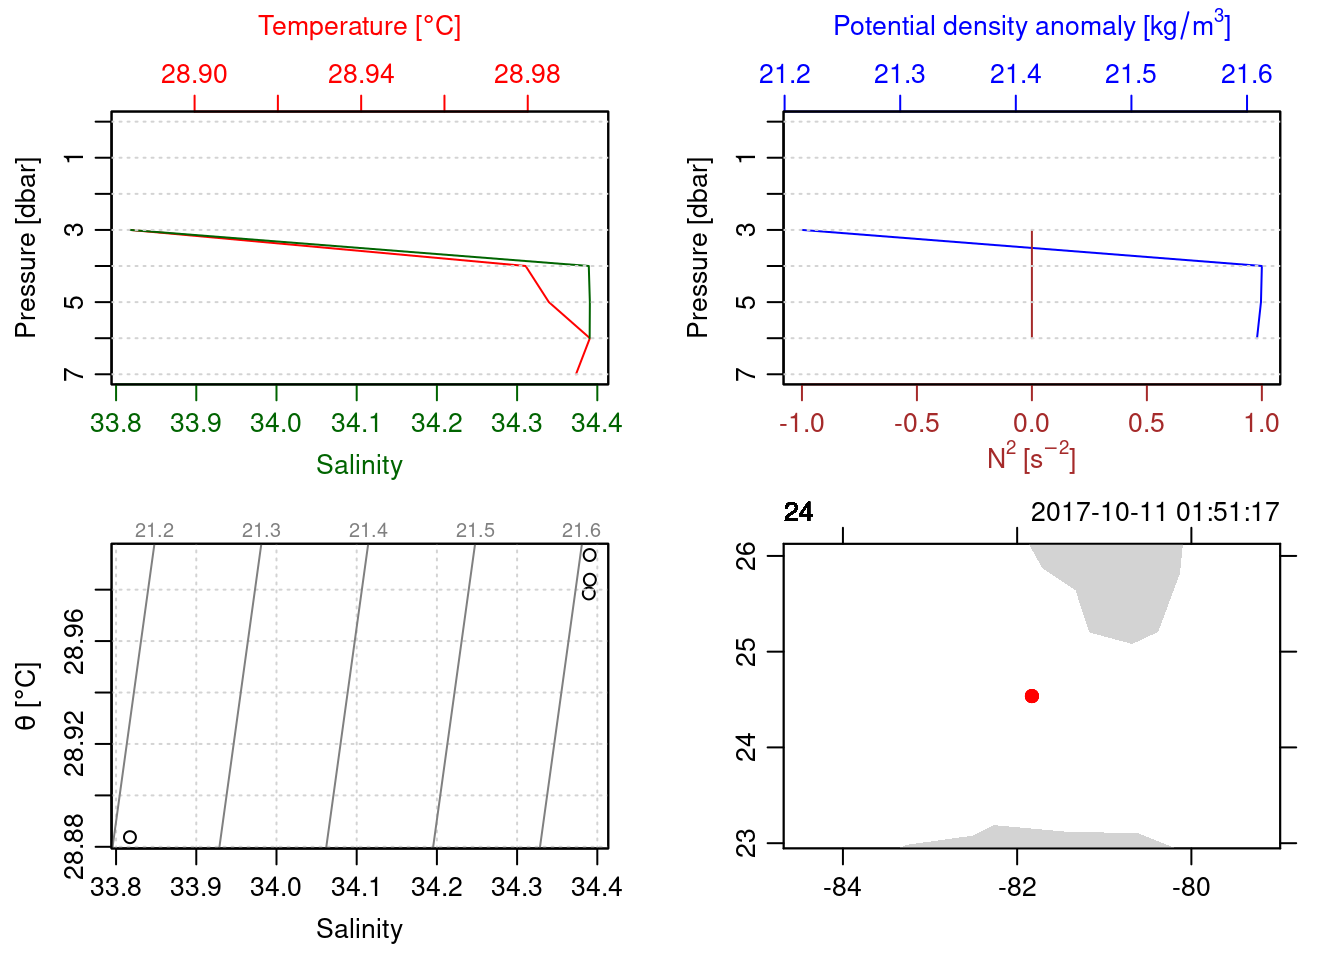 Temperature [°C]
28.90 28.94 28.98
Pressure [dbar]
1
3
5
7
33.8 33.9 34.0 34.1 34.2 34.3 34.4
Salinity
Potential density anomaly [kg/m³]
21.2 21.3 21.4 21.5 21.6
Pressure [dbar]
1
3
5
7
-1.0 -0.5 0.0 0.5 1.0
N² [s⁻²]
21.2 21.3 21.4 21.5 21.6
θ [°C]
28.96
28.92
28.88
33.8 33.9 34.0 34.1 34.2 34.3 34.4
Salinity
24 2017-10-11 01:51:17
26
25
24
23
-84 -82 -80